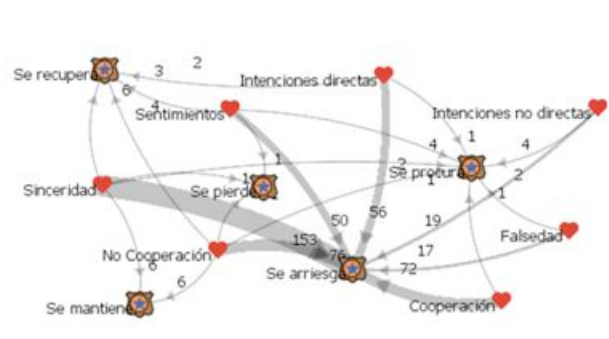 2
3
Se recupera
Intenciones directas
6
4
Sentimientos
Intenciones no directas
1
4
4
1
2
Se procura
1
2
Sinceridad
1
Se pierde
1
50
56
19
Falsedad
153
17
No Cooperación
76
Se arriesga
72
6
6
Cooperación
Se mantiene